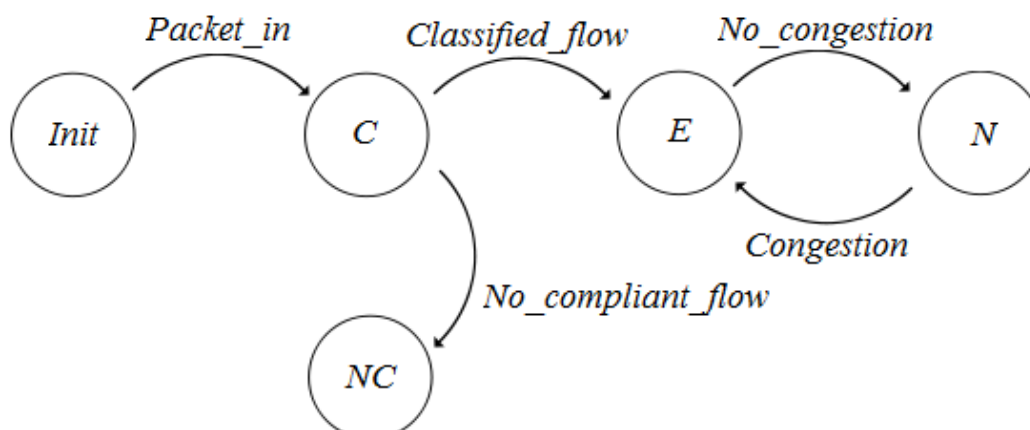 Packet_in
Classified_flow
No_congestion
Init
C
E
N
Congestion
No_compliant_flow
NC